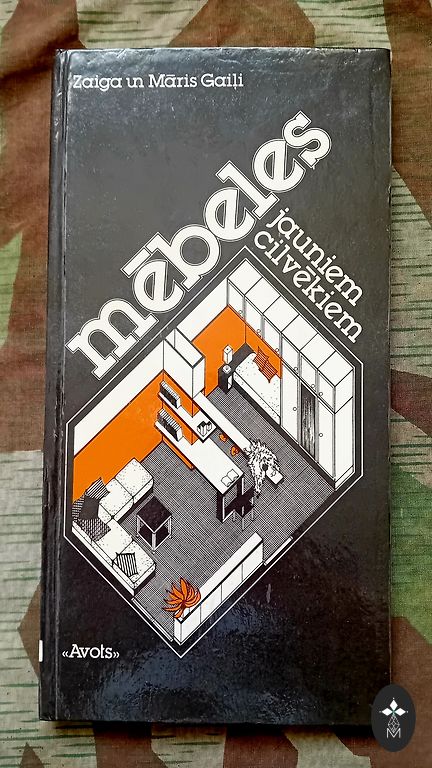 Zaiga un Māris Gaiļi
mēbeles
jauniem
cilvēkiem
«Avots»